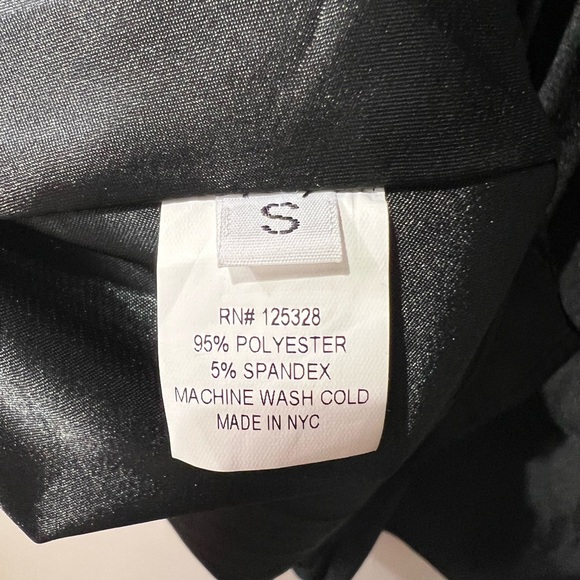 S
RN# 125328
95% POLYESTER
5% SPANDEX
MACHINE WASH COLD
MADE IN NYC